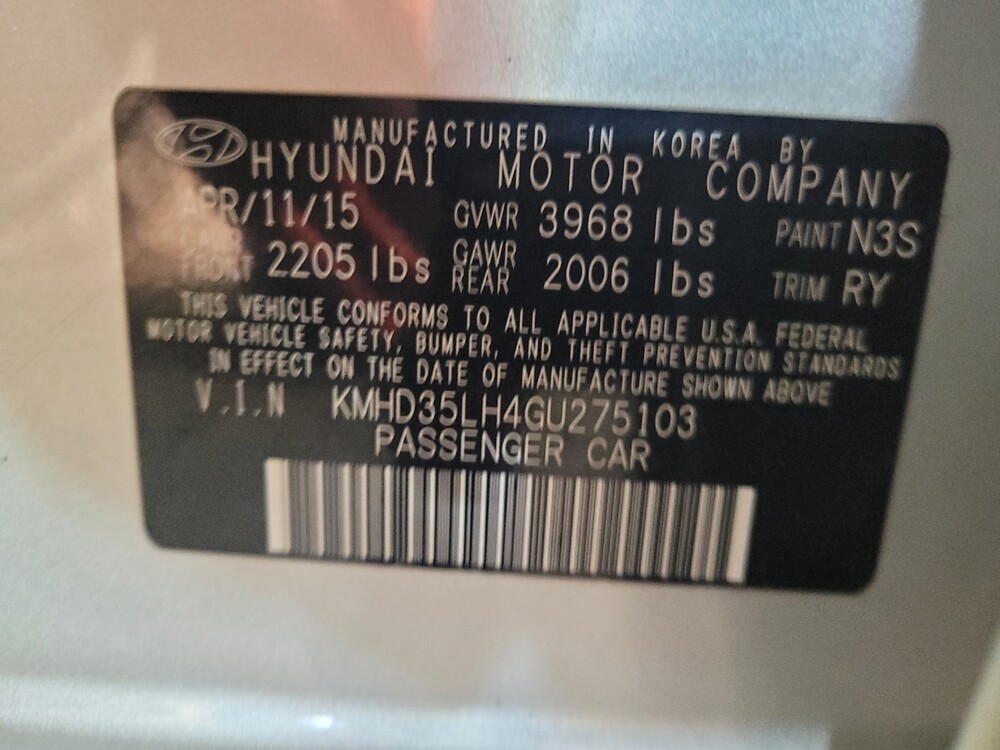 MANUFACTURED IN KOREA BY
HYUNDAI MOTOR COMPANY
APR/11/15 GVWR 3968 lbs PAINT N3S
GAWR FRONT 2205 lbs GAWR REAR 2006 lbs TRIM RY
THIS VEHICLE CONFORMS TO ALL APPLICABLE U.S.A. FEDERAL
MOTOR VEHICLE SAFETY, BUMPER, AND THEFT PREVENTION STANDARDS
IN EFFECT ON THE DATE OF MANUFACTURE SHOWN ABOVE
V.I.N KMHD35LH4GU275103
PASSENGER CAR